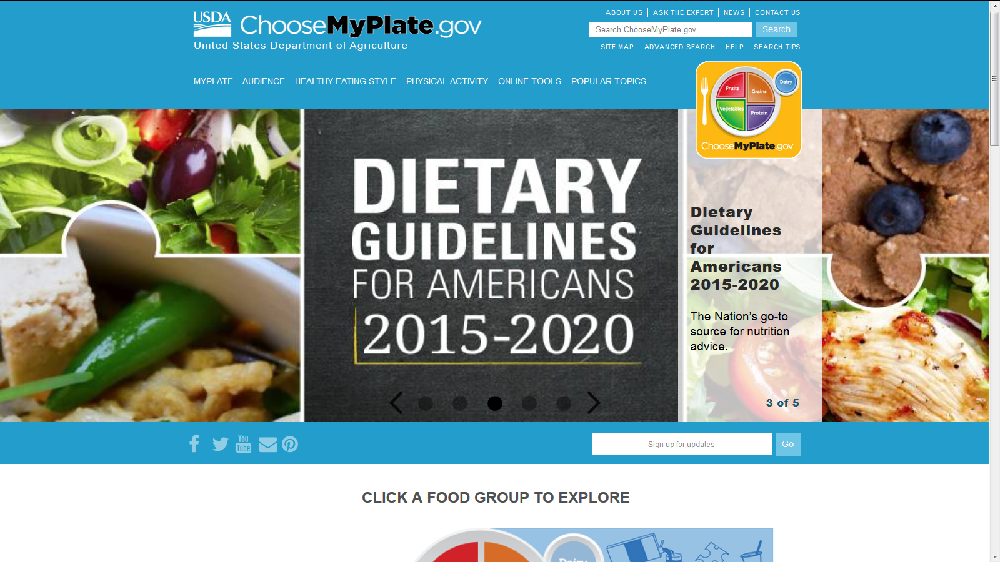 USDA ChooseMyPlate.gov
United States Department of Agriculture
ABOUT US ASK THE EXPERT NEWS CONTACT US
Search ChooseMyPlate.gov Search
SITE MAP ADVANCED SEARCH HELP SEARCH TIPS
MYPLATE AUDIENCE HEALTHY EATING STYLE PHYSICAL ACTIVITY ONLINE TOOLS POPULAR TOPICS
Fruits
Grains
Dairy
Vegetables
Protein
ChooseMyPlate.gov
DIETARY
GUIDELINES
FOR AMERICANS
2015-2020
Dietary
Guidelines
for
Americans
2015-2020
The Nation’s go-to
source for nutrition
advice.
3 of 5
You
Tube
Sign up for updates Go
CLICK A FOOD GROUP TO EXPLORE
Dairy